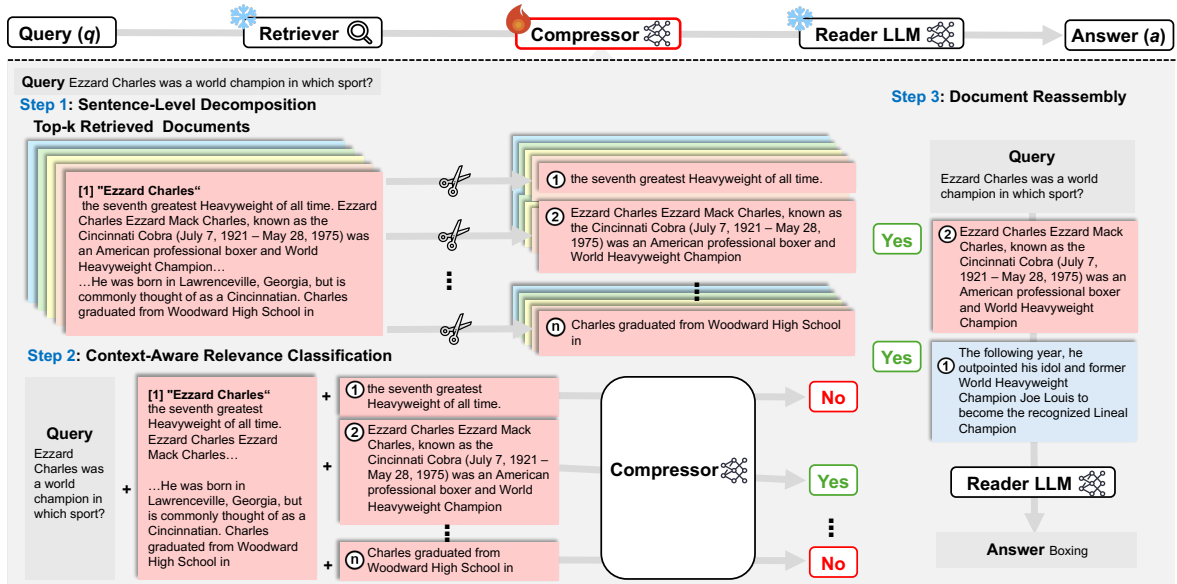 Query (q)
Retriever
Compressor
Reader LLM
Answer (a)
Query Ezzard Charles was a world champion in which sport?
Step 1: Sentence-Level Decomposition
Top-k Retrieved Documents
[1] "Ezzard Charles“
the seventh greatest Heavyweight of all time. Ezzard
Charles Ezzard Mack Charles, known as the
Cincinnati Cobra (July 7, 1921 – May 28, 1975) was
an American professional boxer and World
Heavyweight Champion…
…He was born in Lawrenceville, Georgia, but is
commonly thought of as a Cincinnatian. Charles
graduated from Woodward High School in
1 the seventh greatest Heavyweight of all time.
2 Ezzard Charles Ezzard Mack Charles, known as
the Cincinnati Cobra (July 7, 1921 – May 28,
1975) was an American professional boxer and
World Heavyweight Champion
n Charles graduated from Woodward High School
in
Step 2: Context-Aware Relevance Classification
Query
Ezzard
Charles was
a world
champion in
which sport?
+
[1] "Ezzard Charles“
the seventh greatest
Heavyweight of all time.
Ezzard Charles Ezzard
Mack Charles…
…He was born in
Lawrenceville, Georgia, but
is commonly thought of as a
Cincinnatian. Charles
graduated from Woodward
High School in
+
1 the seventh greatest
Heavyweight of all time.
+
2 Ezzard Charles Ezzard Mack
Charles, known as the
Cincinnati Cobra (July 7, 1921 –
May 28, 1975) was an American
professional boxer and World
Heavyweight Champion
+
n Charles graduated from
Woodward High School in
Compressor
No
Yes
No
Step 3: Document Reassembly
Query
Ezzard Charles was a world
champion in which sport?
Yes
2 Ezzard Charles Ezzard Mack
Charles, known as the
Cincinnati Cobra (July 7,
1921 – May 28, 1975) was an
American professional boxer
and World Heavyweight
Champion
Yes
1 The following year, he
outpointed his idol and former
World Heavyweight
Champion Joe Louis to
become the recognized Lineal
Champion
Reader LLM
Answer Boxing